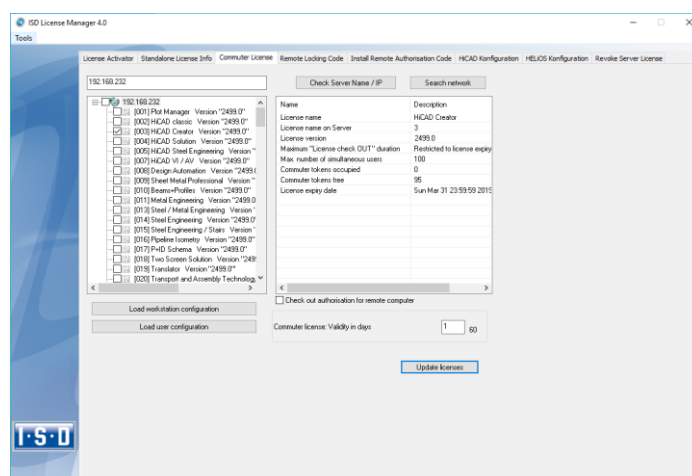 ISD License Manager 4.0
Tools
License Activator Standalone License Info Commuter License Remote Locking Code Install Remote Authorisation Code HiCAD Konfiguration HELiOS Konfiguration Revoke Server License
192.168.232
Check Server Name / IP
Search network
192.168.232
[001] Plot Manager Version "2499.0"
[002] HiCAD classic Version "2499.0"
[003] HiCAD Creator Version "2499.0"
[004] HiCAD Solution Version "2499.0"
[005] HiCAD Steel Engineering Version "
[007] HiCAD VI / AV Version "2499.0"
[008] Design Automation Version "2499.(
[009] Sheet Metal Professional Version "
[010] Beams+Profiles Version "2499.0"
[011] Metal Engineering Version "2499.0
[013] Steel / Metal Engineering Version "
[014] Steel Engineering Version "2499.0"
[015] Steel Engineering / Stairs Version "
[016] Pipeline Isometry Version "2499.0"
[017] P+ID Schema Version "2499.0"
[018] Two Screen Solution Version "249!
[019] Translator Version "2499.0"
[020] Transport and Assembly Technology
Name Description
License name HiCAD Creator
License name on Server 3
License version 2499.0
Maximum "License check OUT" duration Restricted to license expiry
Max. number of simultaneous users 100
Commuter tokens occupied 0
Commuter tokens free 95
License expiry date Sun Mar 31 23:59:59 2019
Load workstation configuration
Load user configuration
Check out authorisation for remote computer
Commuter license: Validity in days 1 60
Update licenses
I·S·D